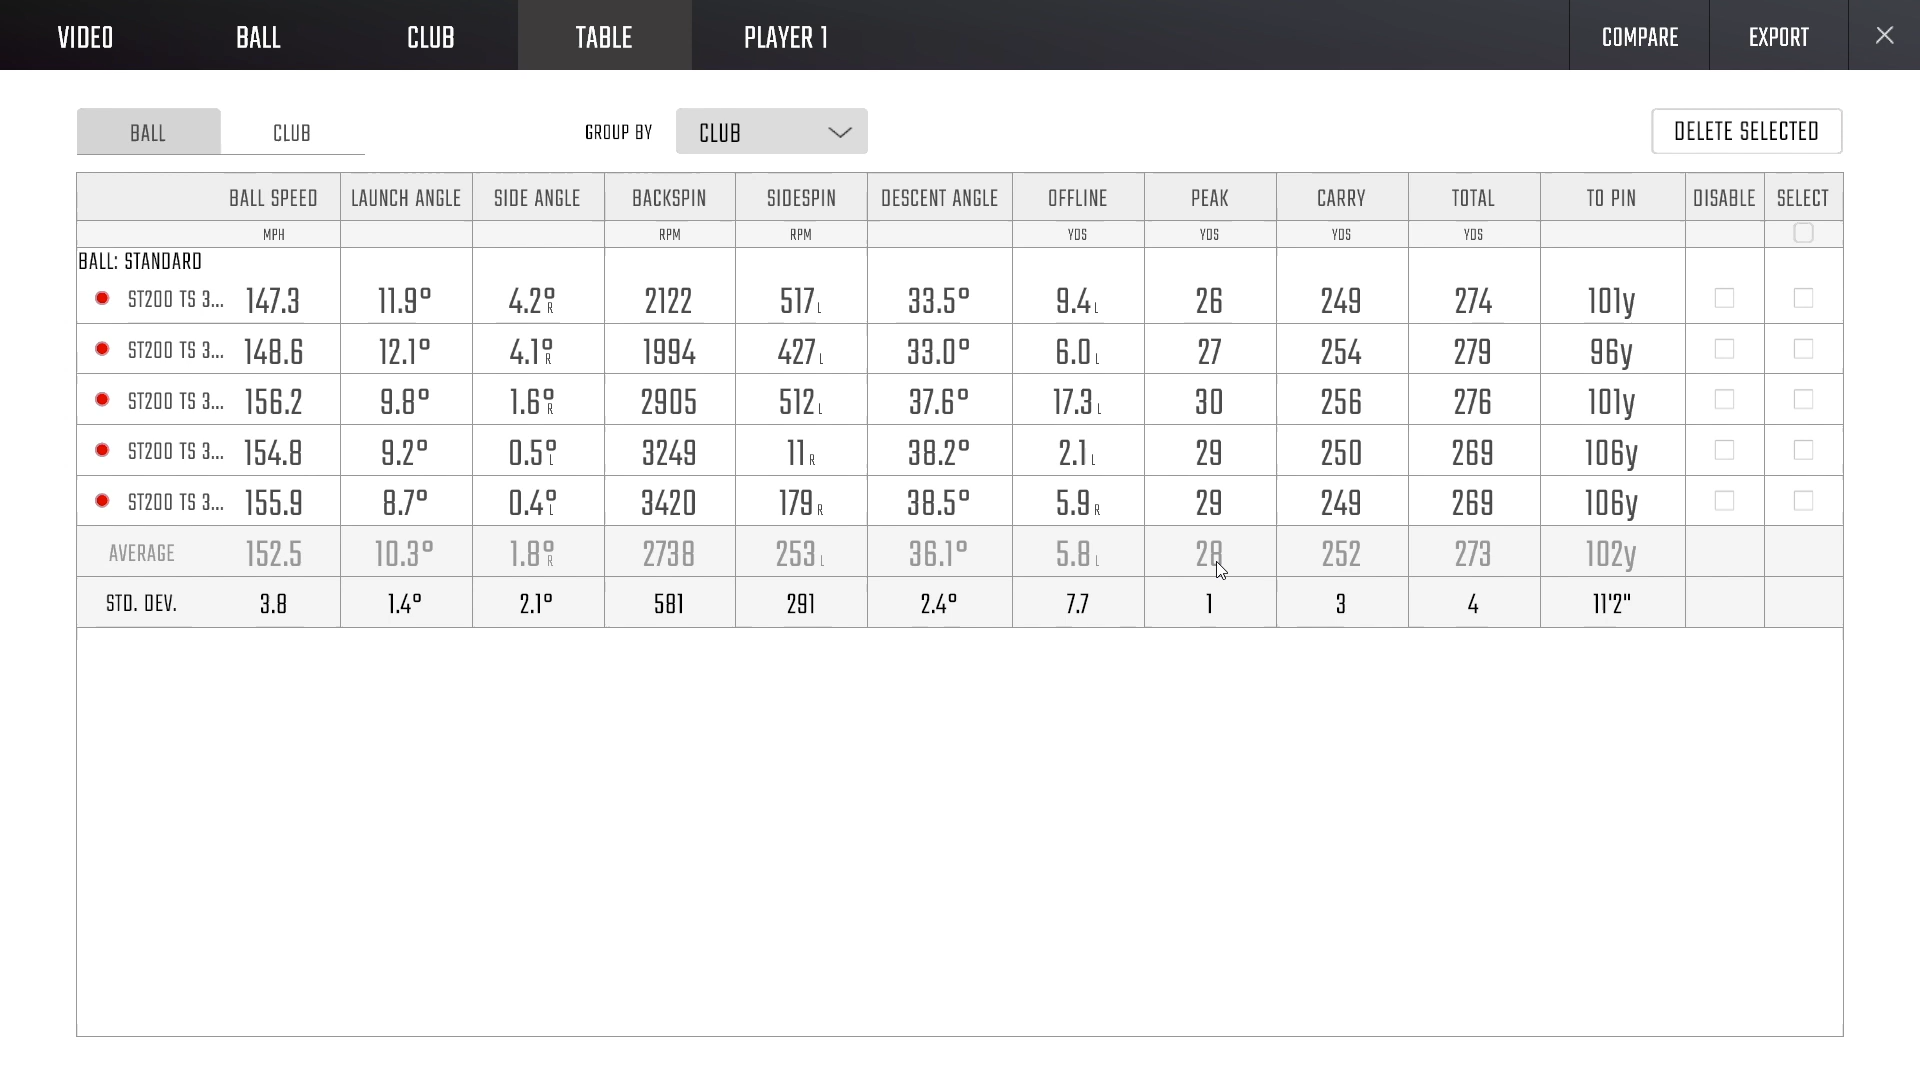 VIDEO BALL CLUB TABLE PLAYER 1 COMPARE EXPORT
BALL CLUB GROUP BY CLUB DELETE SELECTED
BALL SPEED LAUNCH ANGLE SIDE ANGLE BACKSPIN SIDESPIN DESCENT ANGLE OFFLINE PEAK CARRY TOTAL TO PIN DISABLE SELECT
MPH RPM RPM YDS YDS YDS YDS
BALL: STANDARD
ST200 TS 3... 147.3 11.9° 4.2° R 2122 517 L 33.5° 9.4 L 26 249 274 101y
ST200 TS 3... 148.6 12.1° 4.1° R 1994 427 L 33.0° 6.0 L 27 254 279 96y
ST200 TS 3... 156.2 9.8° 1.6° R 2905 512 L 37.6° 17.3 L 30 256 276 101y
ST200 TS 3... 154.8 9.2° 0.5° L 3249 11 R 38.2° 2.1 L 29 250 269 106y
ST200 TS 3... 155.9 8.7° 0.4° L 3420 179 R 38.5° 5.9 R 29 249 269 106y
AVERAGE 152.5 10.3° 1.8° R 2738 253 L 36.1° 5.8 L 28 252 273 102y
STD. DEV. 3.8 1.4° 2.1° 581 291 2.4° 7.7 1 3 4 11'2"